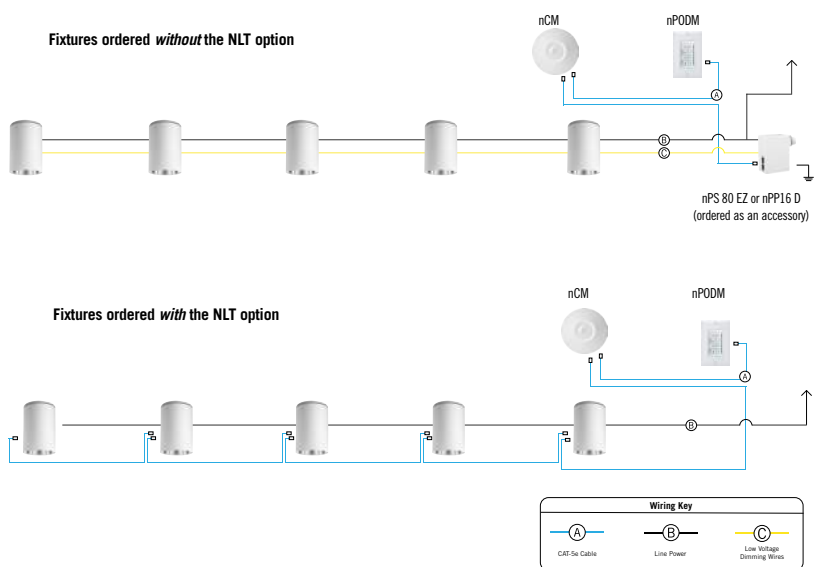 Fixtures ordered without the NLT option
nCM
nPODM
A
B
C
nPS 80 EZ or nPP16 D
(ordered as an accessory)
Fixtures ordered with the NLT option
nCM
nPODM
A
B
Wiring Key
A
B
C
CAT-5e Cable
Line Power
Low Voltage
Dimming Wires